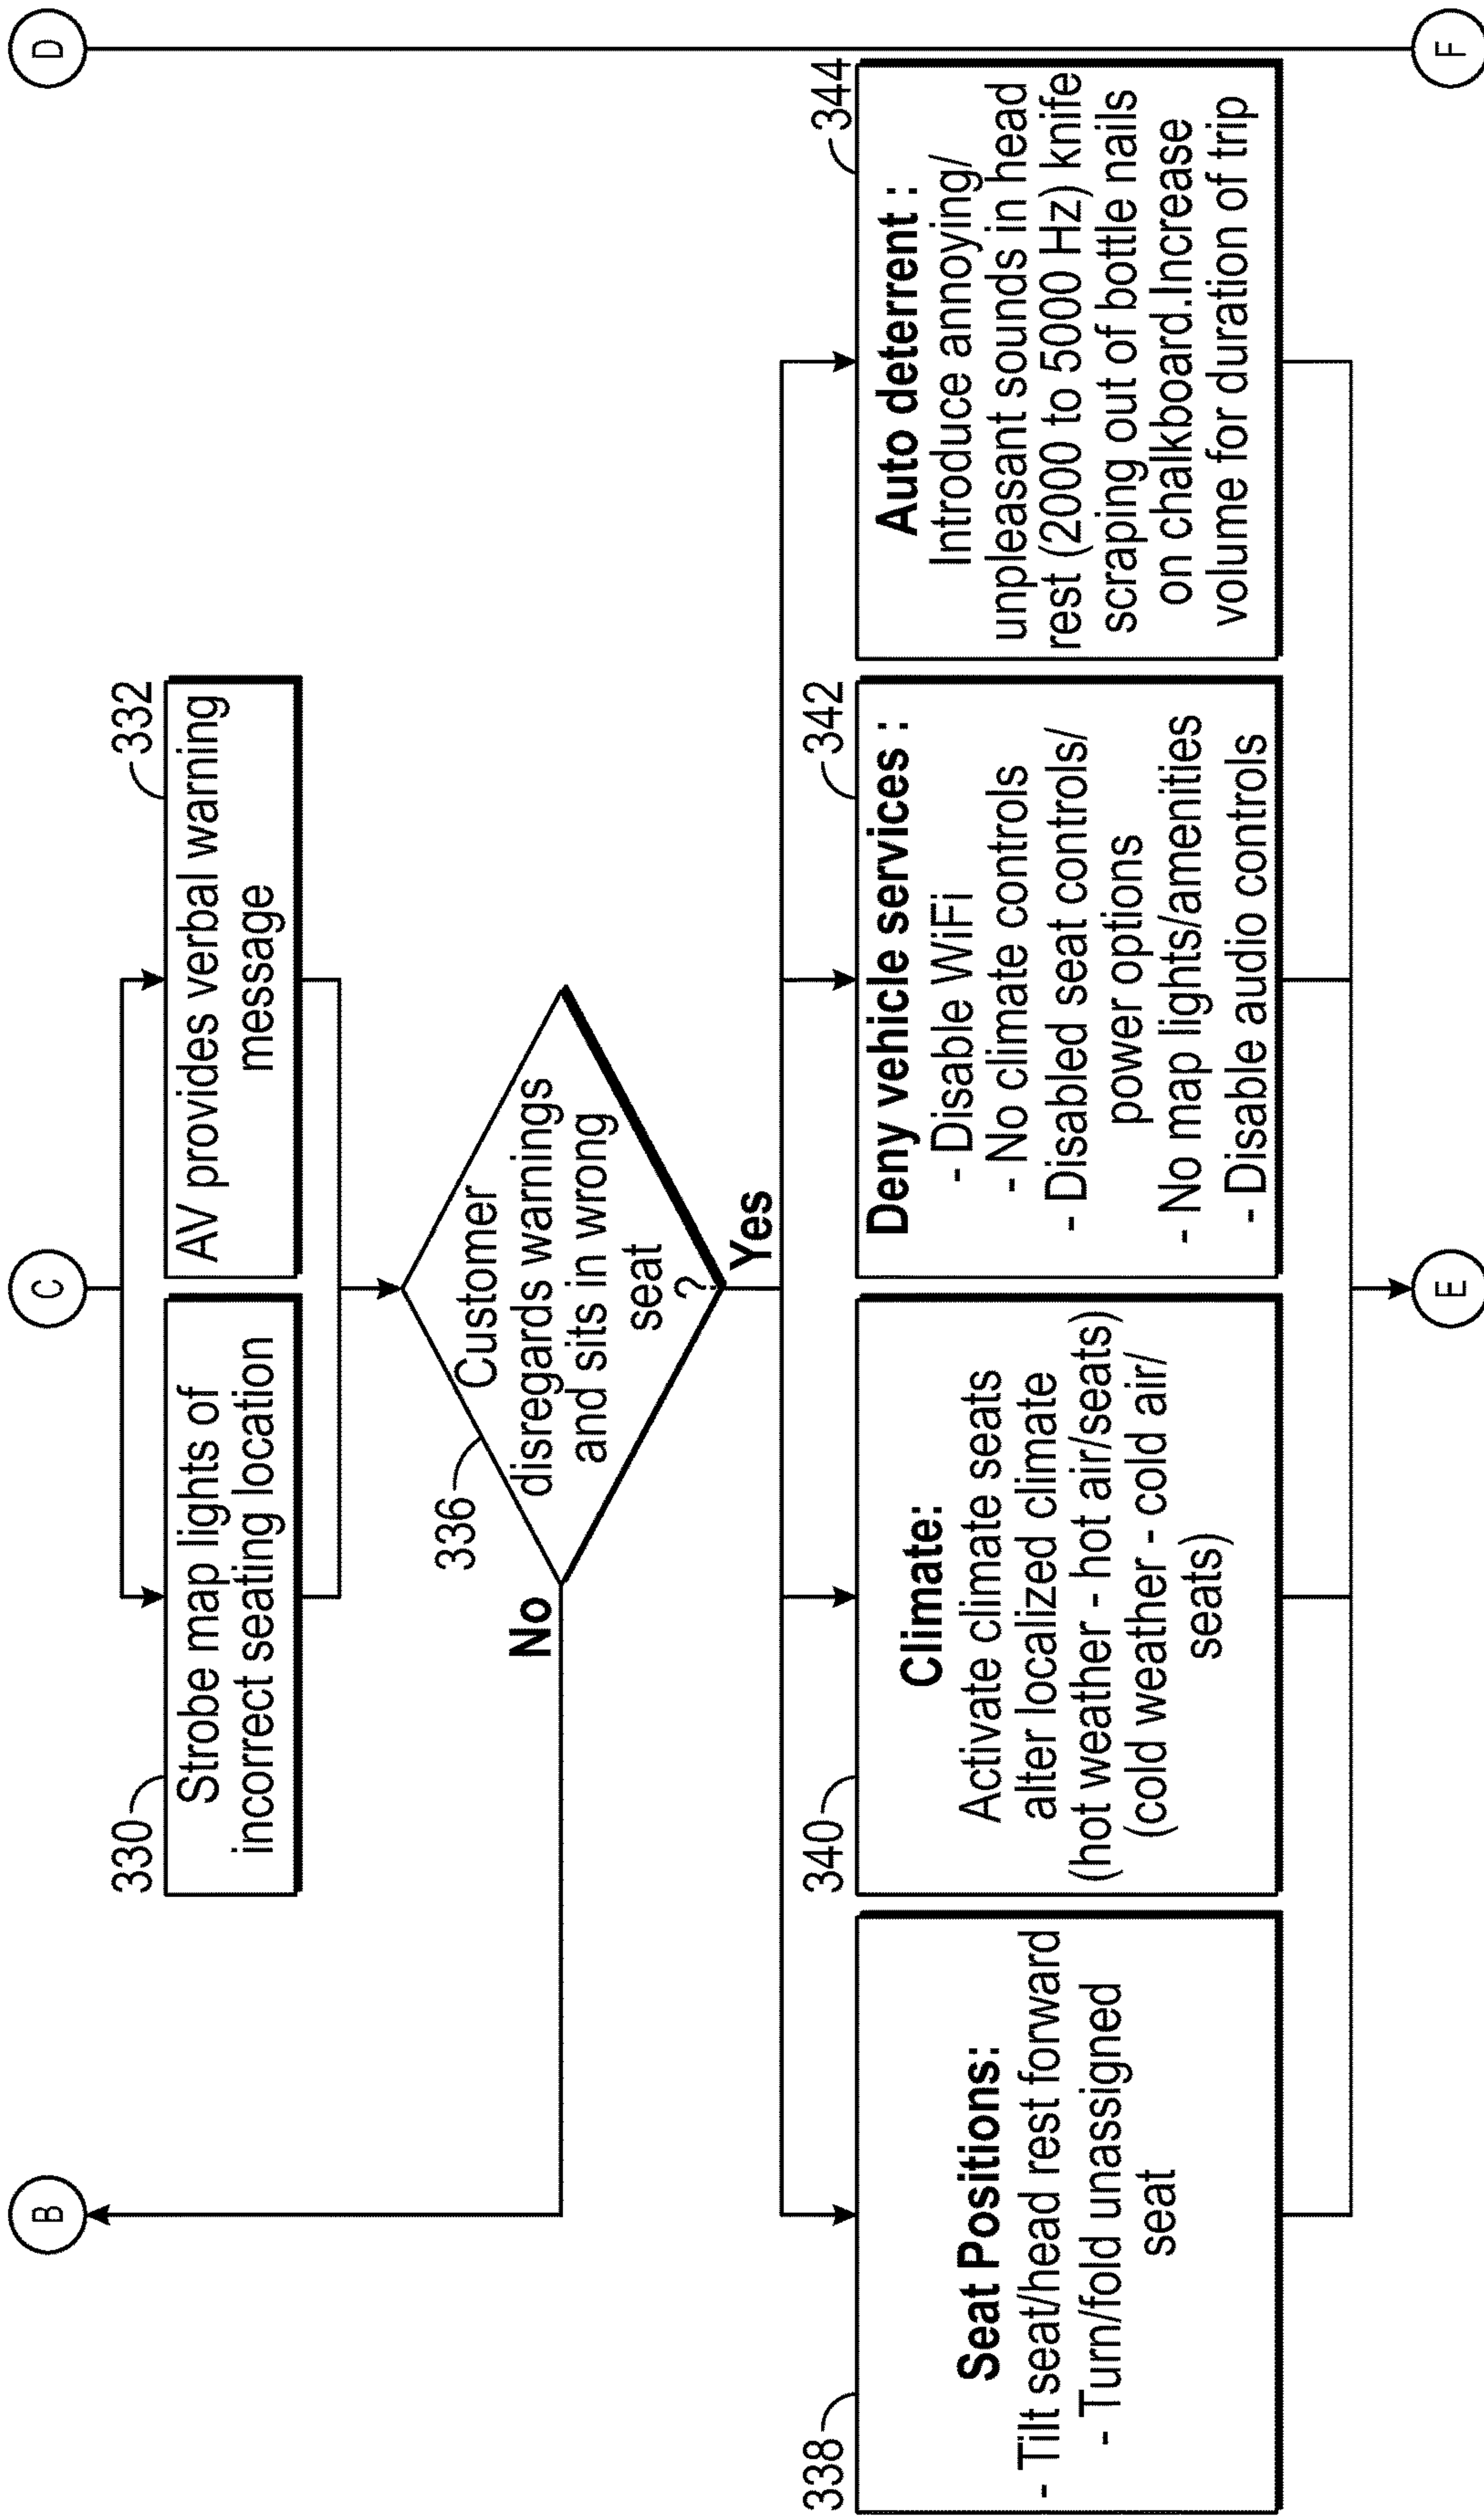 B
C
D
330
Strobe map lights of
incorrect seating location
332
AV provides verbal warning
message
336
Customer
disregards warnings
and sits in wrong
seat
?
No
Yes
338
Seat Positions:
- Tilt seat/head rest forward
- Turn/fold unassigned
seat
340
Climate:
Activate climate seats
alter localized climate
(hot weather - hot air/seats)
(cold weather - cold air/
seats)
342
Deny vehicle services :
- Disable WiFi
- No climate controls
- Disabled seat controls/
power options
- No map lights/amenities
- Disable audio controls
344
Auto deterrent :
Introduce annoying/
unpleasant sounds in head
rest (2000 to 5000 Hz) knife
scraping out of bottle nails
on chalkboard.Increase
volume for duration of trip
E
F